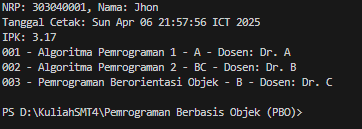 NRP: 303040001, Nama: Jhon
Tanggal Cetak: Sun Apr 06 21:57:56 ICT 2025
IPK: 3.17
001 - Algoritma Pemrograman 1 - A - Dosen: Dr. A
002 - Algoritma Pemrograman 2 - BC - Dosen: Dr. B
003 - Pemrograman Berorientasi Objek - B - Dosen: Dr. C
PS D:\KuliahSMT4\Pemrograman Berbasis Objek (PBO)>